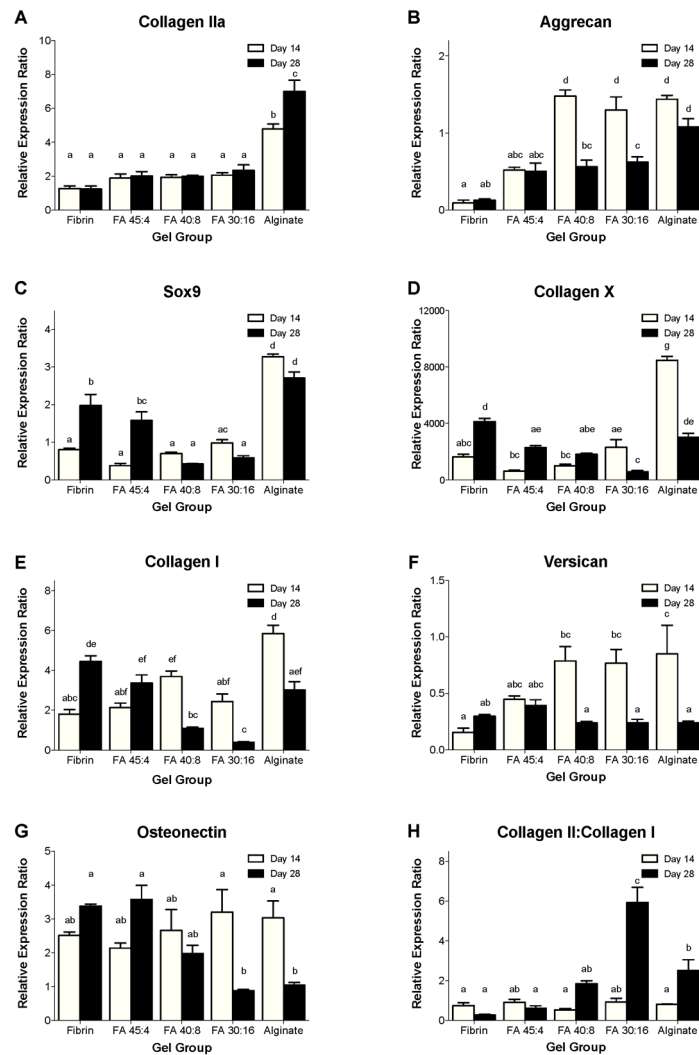 A
Collagen IIa
Relative Expression Ratio
10
8
6
4
2
0
Day 14
Day 28
a a a a a a a a b c
Fibrin FA 45:4 FA 40:8 FA 30:16 Alginate
Gel Group
B
Aggrecan
Relative Expression Ratio
2
1
0
Day 14
Day 28
a ab abc abc d bc d c d d
Fibrin FA 45:4 FA 40:8 FA 30:16 Alginate
Gel Group
C
Sox9
Relative Expression Ratio
4
3
2
1
0
Day 14
Day 28
a b a bc a a ac a d d
Fibrin FA 45:4 FA 40:8 FA 30:16 Alginate
Gel Group
D
Collagen X
Relative Expression Ratio
12000
8000
4000
0
Day 14
Day 28
abc d bc ae bc abe ae c g de
Fibrin FA 45:4 FA 40:8 FA 30:16 Alginate
Gel Group
E
Collagen I
Relative Expression Ratio
8
6
4
2
0
Day 14
Day 28
abc de abf ef ef bc abf c d aef
Fibrin FA 45:4 FA 40:8 FA 30:16 Alginate
Gel Group
F
Versican
Relative Expression Ratio
1.5
1.0
0.5
0.0
Day 14
Day 28
a ab abc abc bc a bc a c a
Fibrin FA 45:4 FA 40:8 FA 30:16 Alginate
Gel Group
G
Osteonectin
Relative Expression Ratio
5
4
3
2
1
0
Day 14
Day 28
ab a ab a ab ab a b a b
Fibrin FA 45:4 FA 40:8 FA 30:16 Alginate
Gel Group
H
Collagen II:Collagen I
Relative Expression Ratio
8
6
4
2
0
Day 14
Day 28
a a ab a a ab ab c a b
Fibrin FA 45:4 FA 40:8 FA 30:16 Alginate
Gel Group